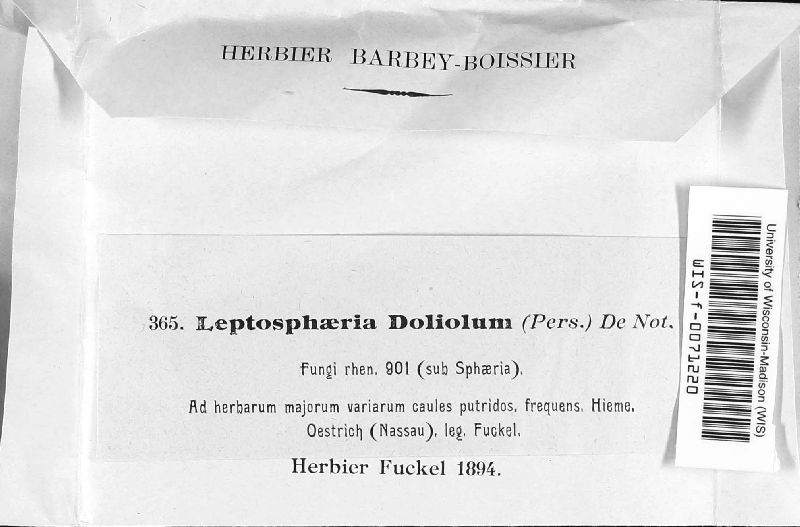 HERBIER BARBEY-BOISSIER
365. Leptosphæria Doliolum (Pers.) De Not.
Fungi rhen. 901 (sub Sphæria).
Ad herbarum majorum variarum caules putridos, frequens. Hieme.
Oestrich (Nassau), leg. Fuckel.
Herbier Fuckel 1894.
University of Wisconsin-Madison (WIS)
WIS-f-0071220